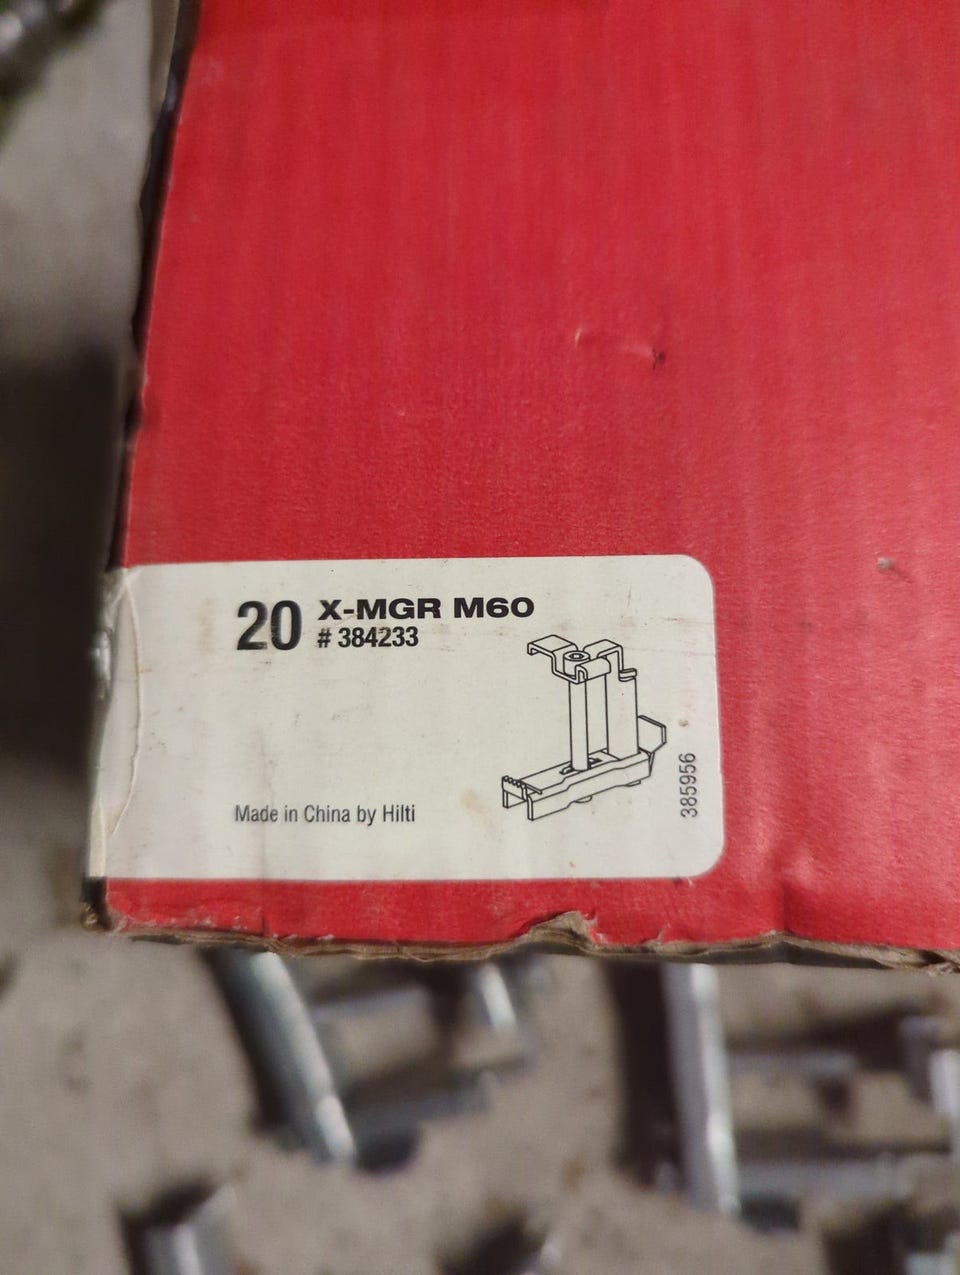 20 X-MGR M60
# 384233
Made in China by Hilti
385956